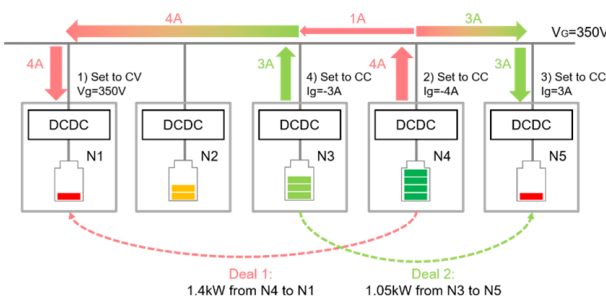 4A
1A
3A
VG=350V
4A
1) Set to CV
Vg=350V
3A
4) Set to CC
Ig=-3A
4A
2) Set to CC
Ig=-4A
3A
3) Set to CC
Ig=3A
DCDC
DCDC
DCDC
DCDC
DCDC
N1
N2
N3
N4
N5
Deal 1:
1.4kW from N4 to N1
Deal 2:
1.05kW from N3 to N5